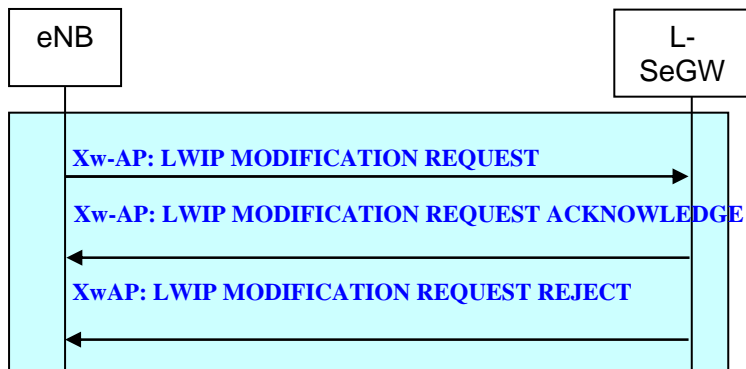 eNB
L-
SeGW
Xw-AP: LWIP MODIFICATION REQUEST
Xw-AP: LWIP MODIFICATION REQUEST ACKNOWLEDGE
XwAP: LWIP MODIFICATION REQUEST REJECT